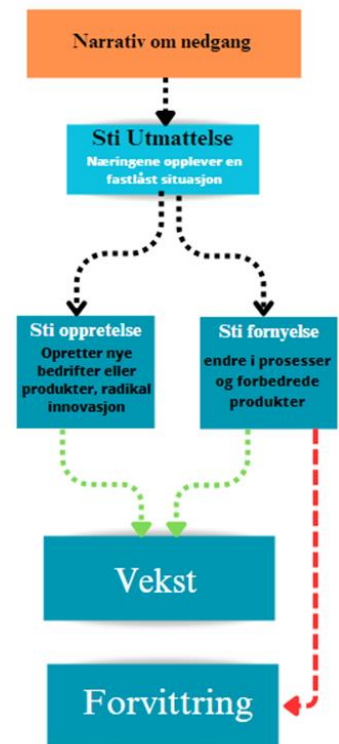 Narrativ om nedgang
Sti Utmattelse
Næringene opplever en
fastlåst situasjon
Sti oppretelse
Opretter nye
bedrifter eller
produkter, radikal
innovasjon
Sti fornyelse
endre i prosesser
og forbedrede
produkter
Vekst
Forvittring